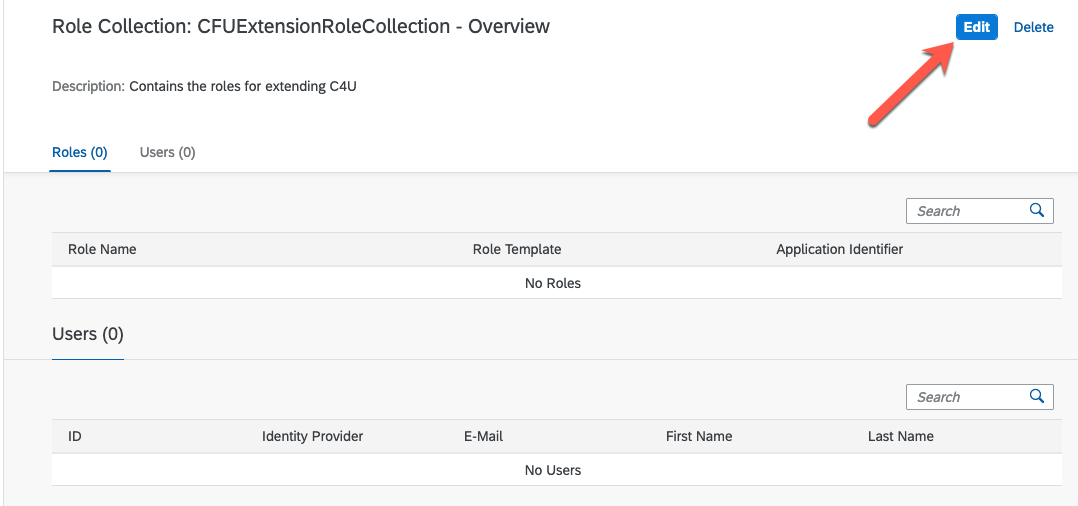 Role Collection: CFUExtensionRoleCollection - Overview Edit Delete
Description: Contains the roles for extending C4U
Roles (0) Users (0)
Search
Role Name Role Template Application Identifier
No Roles
Users (0)
Search
ID Identity Provider E-Mail First Name Last Name
No Users